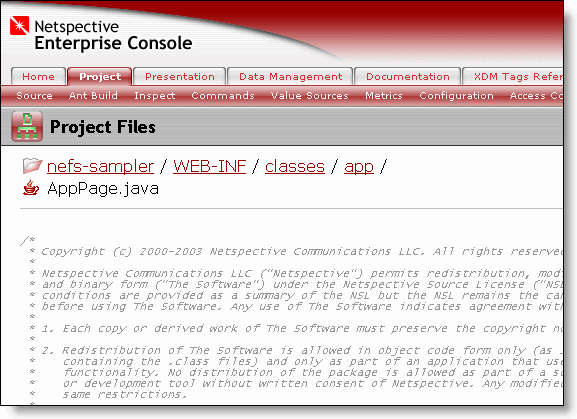 Netspective
Enterprise Console
Home Project Presentation Data Management Documentation XDM Tags Refer
Source Ant Build Inspect Commands Value Sources Metrics Configuration Access Co
Project Files
nefs-sampler / WEB-INF / classes / app /
AppPage.java
/*
* Copyright (c) 2000-2003 Netspective Communications LLC. All rights reserved
*
* Netspective Communications LLC ("Netspective") permits redistribution, mod
* and binary form ("The Software") under the Netspective Source License ("NS
* conditions are provided as a summary of the NSL but the NSL remains the ca
* before using The Software. Any use of The Software indicates agreement wit
*
* 1. Each copy or derived work of The Software must preserve the copyright no
*
* 2. Redistribution of The Software is allowed in object code form only (as .
* containing the .class files) and only as part of an application that use
* functionality. No distribution of the package is allowed as part of a so
* or development tool without written consent of Netspective. Any modifie
* same restrictions.
*